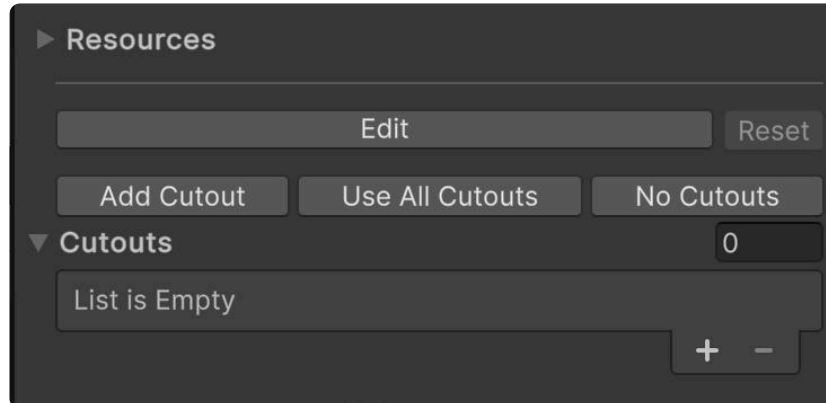 Resources
Edit Reset
Add Cutout Use All Cutouts No Cutouts
Cutouts 0
List is Empty
+ −